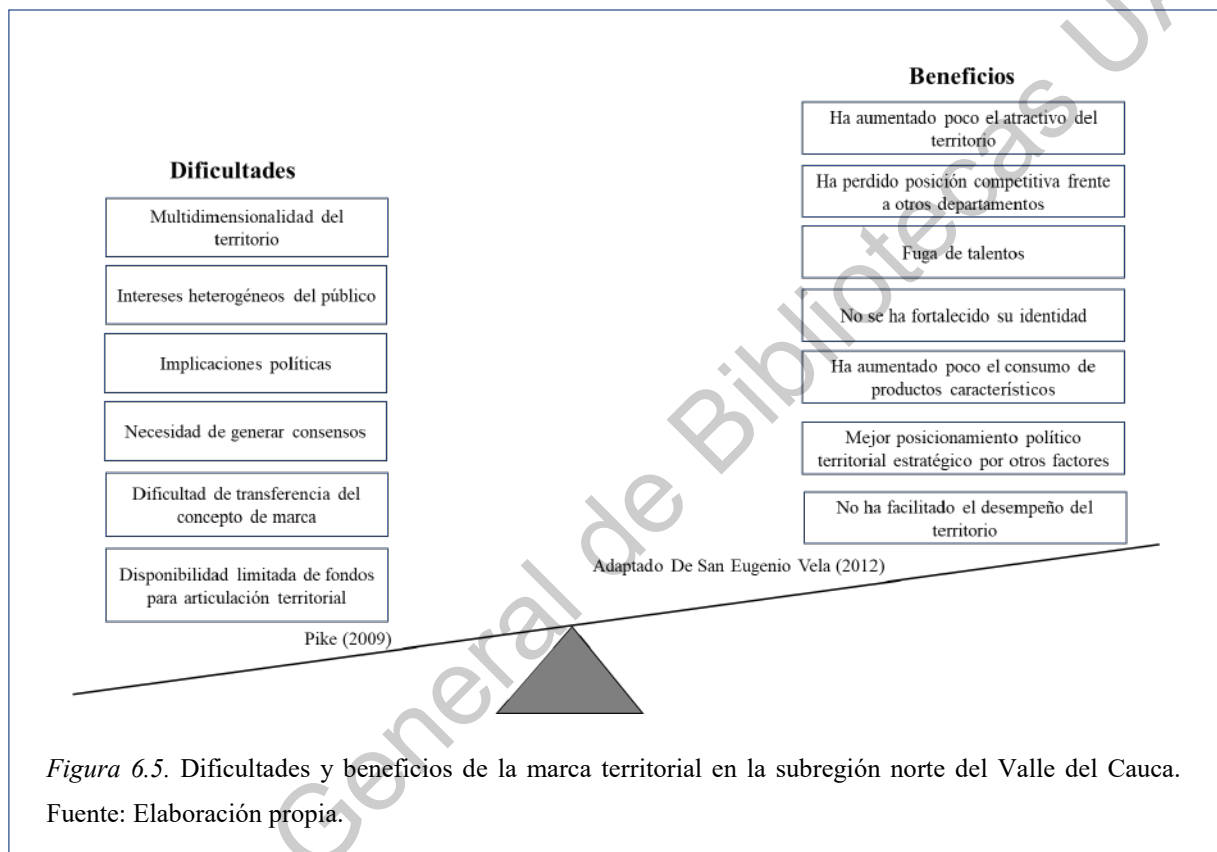 Dificultades
Multidimensionalidad del
territorio
Intereses heterogéneos del público
Implicaciones políticas
Necesidad de generar consensos
Dificultad de transferencia del
concepto de marca
Disponibilidad limitada de fondos
para articulación territorial
Pike (2009)
Beneficios
Ha aumentado poco el atractivo del
territorio
Ha perdido posición competitiva frente
a otros departamentos
Fuga de talentos
No se ha fortalecido su identidad
Ha aumentado poco el consumo de
productos característicos
Mejor posicionamiento político
territorial estratégico por otros factores
No ha facilitado el desempeño del
territorio
Adaptado De San Eugenio Vela (2012)
Figura 6.5. Dificultades y beneficios de la marca territorial en la subregión norte del Valle del Cauca.
Fuente: Elaboración propia.
General de Bibliotecas